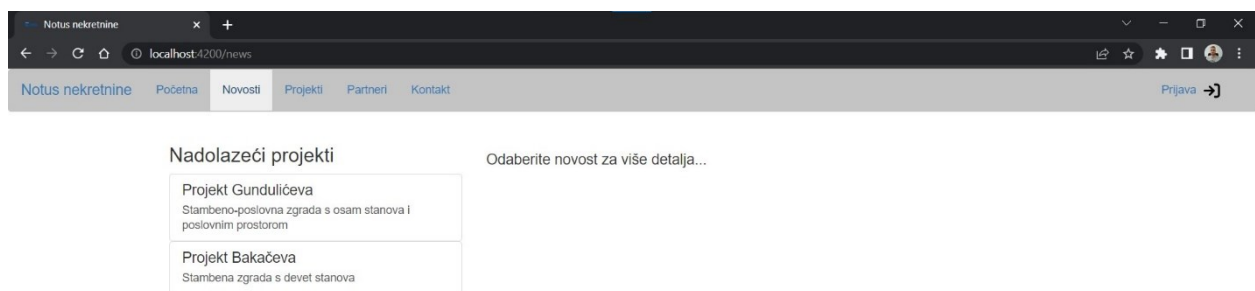 Notus nekretnine
localhost:4200/news
Notus nekretnine Početna Novosti Projekti Partneri Kontakt Prijava
Nadolazeći projekti
Odaberite novost za više detalja...
Projekt Gundulićeva
Stambeno-poslovna zgrada s osam stanova i
poslovnim prostorom
Projekt Bakačeva
Stambena zgrada s devet stanova